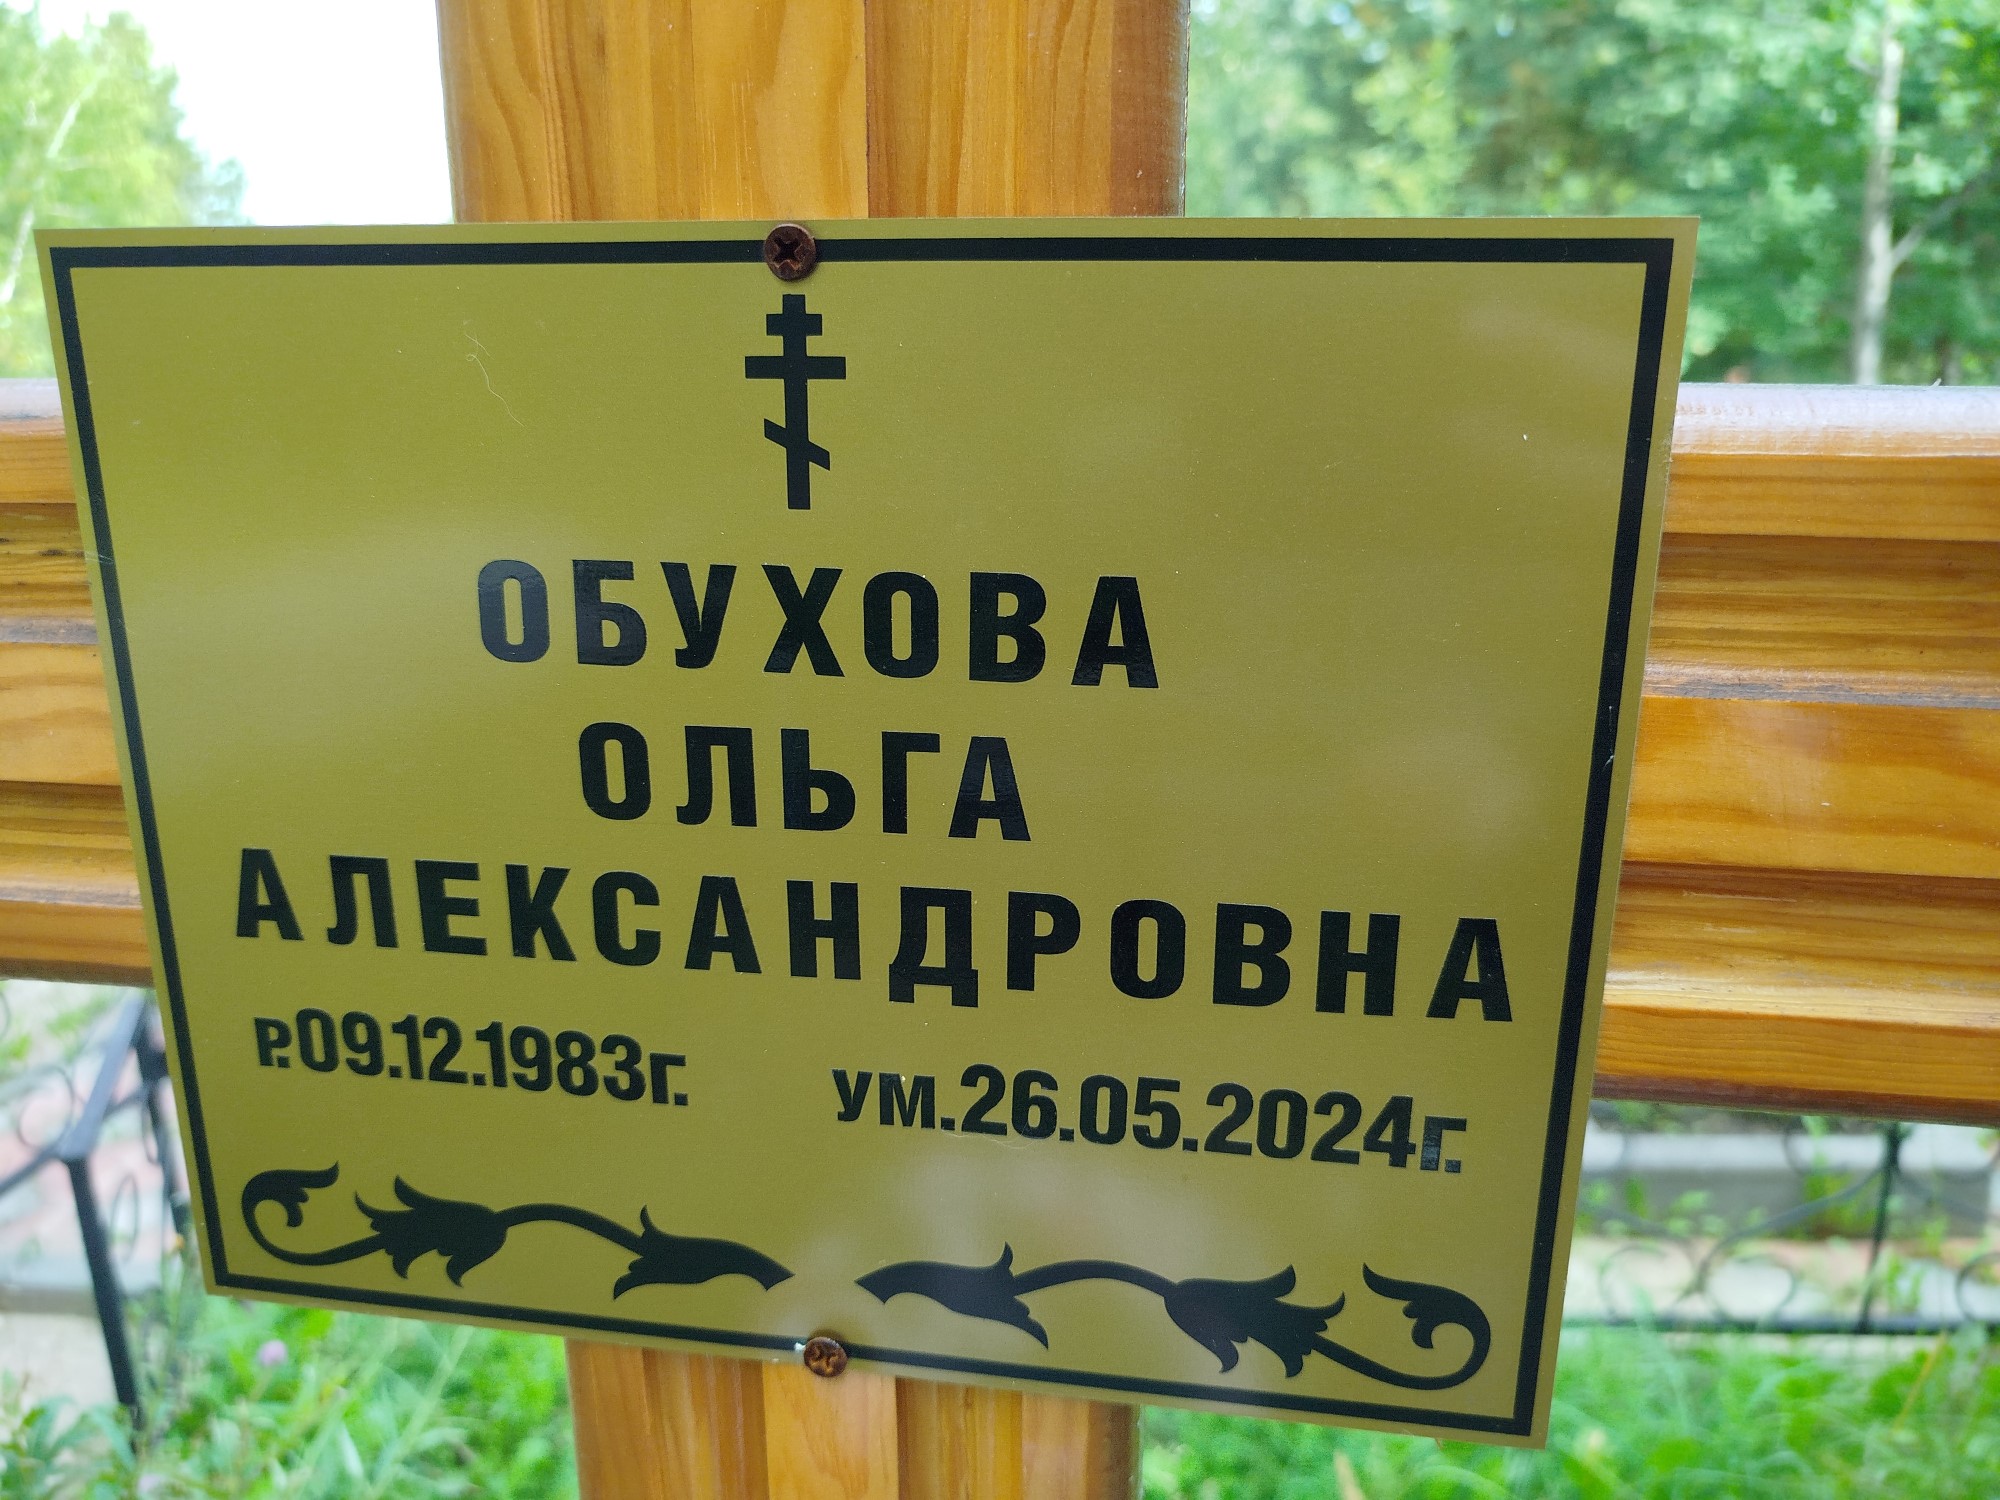 ОБУХОВА
ОЛЬГА
АЛЕКСАНДРОВНА
р.09.12.1983г. ум.26.05.2024г.